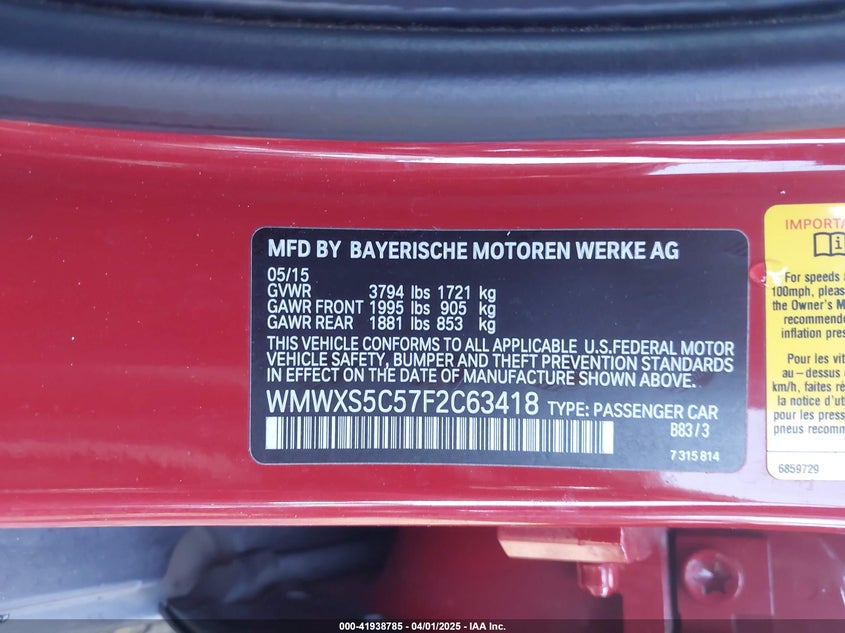 MFD BY BAYERISCHE MOTOREN WERKE AG
05/15
GVWR 3794 lbs 1721 kg
GAWR FRONT 1995 lbs 905 kg
GAWR REAR 1881 lbs 853 kg
THIS VEHICLE CONFORMS TO ALL APPLICABLE U.S.FEDERAL MOTOR
VEHICLE SAFETY, BUMPER AND THEFT PREVENTION STANDARDS
IN EFFECT ON THE DATE OF MANUFACTURE SHOWN ABOVE.
WMWXS5C57F2C63418 TYPE: PASSENGER CAR
B83/3
7 315 814
IMPORTA
For speeds
100mph, pleas
the Owner's M
recommende
inflation pres
Pour les vit
au-dessus d
km/h, faites ré
la notice d'ut
pour les press
pneus recomm
6859729
000-41938785 - 04/01/2025 - IAA Inc.